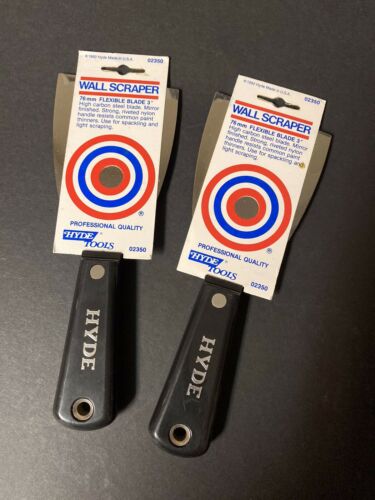 © 1992 Hyde Made in U.S.A.
02350
WALL SCRAPER
76mm FLEXIBLE BLADE 3"
High carbon steel blade. Mirror
finished. Strong, riveted nylon
handle resists common paint
thinners. Use for spackling and
light scraping.
®
PROFESSIONAL QUALITY
HYDE®
TOOLS
02350
HYDE
© 1992 Hyde Made in U.S.A.
02350
WALL SCRAPER
76mm FLEXIBLE BLADE 3"
High carbon steel blade. Mirror
finished. Strong, riveted nylon
handle resists common paint
thinners. Use for spackling and
light scraping.
®
PROFESSIONAL QUALITY
HYDE®
TOOLS
02350
HYDE